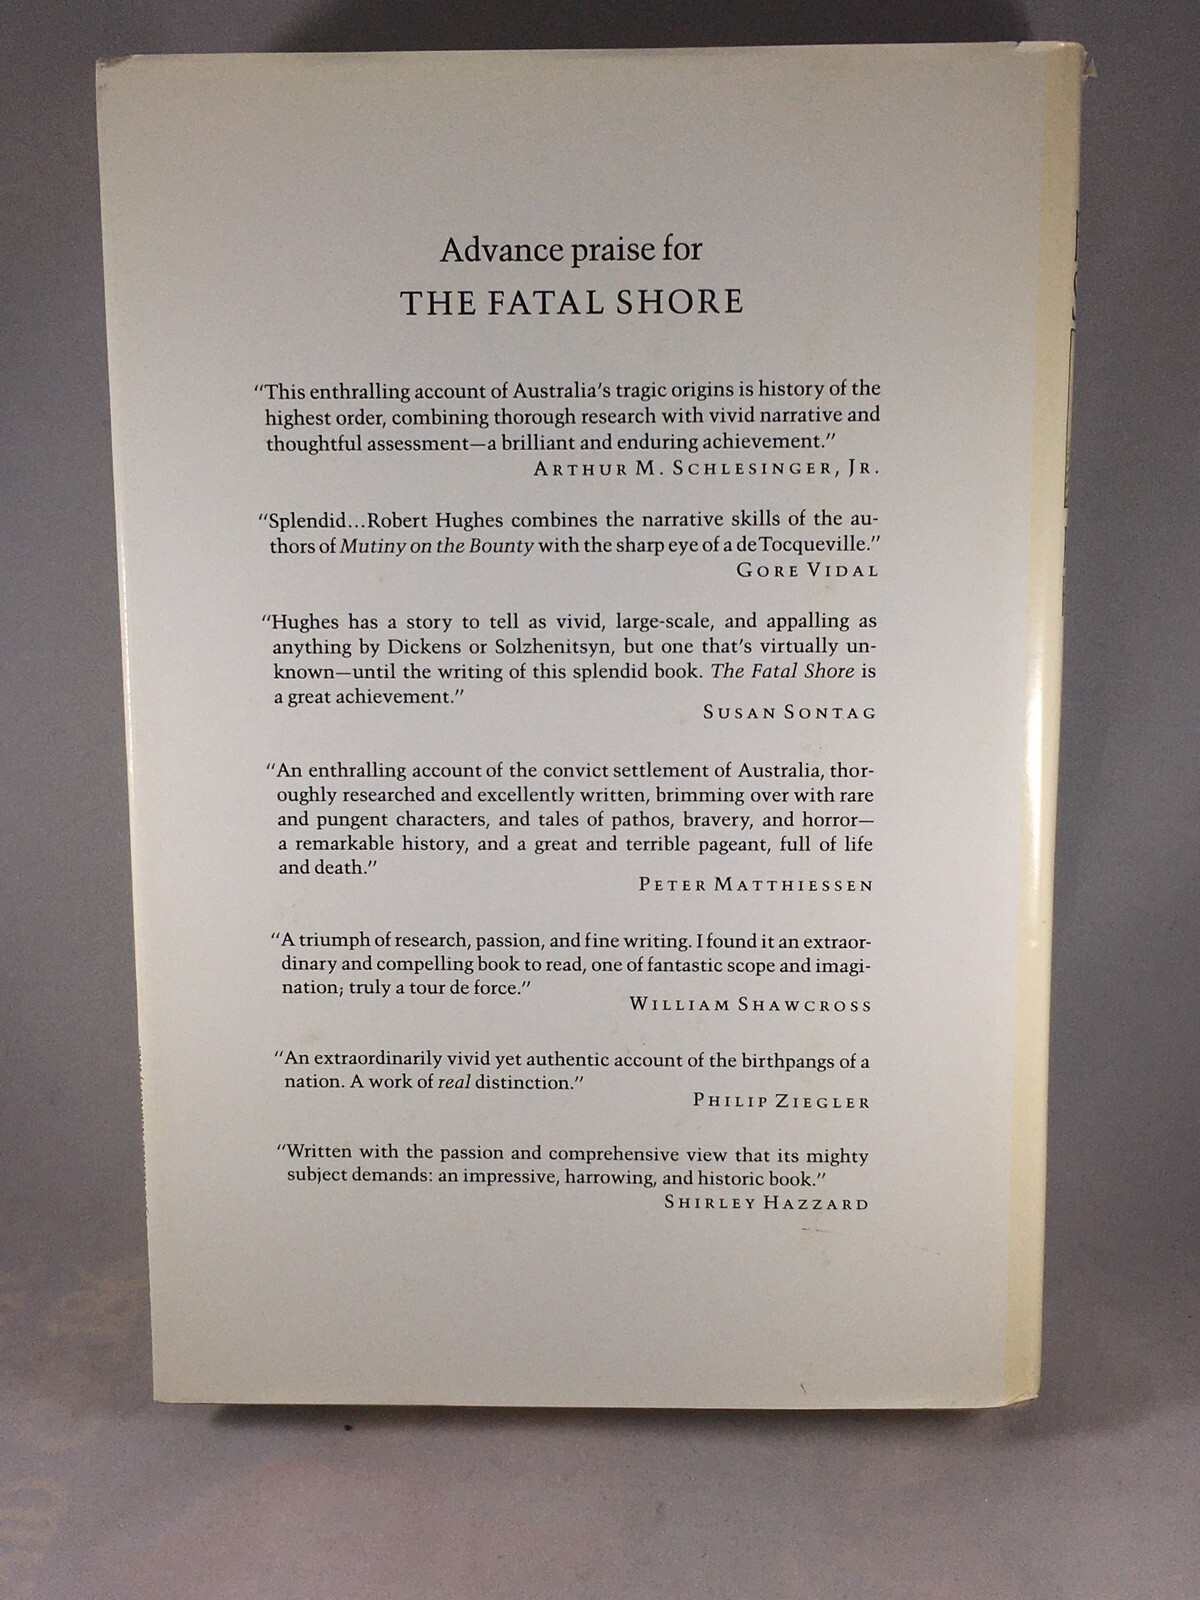 Advance praise for
THE FATAL SHORE
“This enthralling account of Australia’s tragic origins is history of the
highest order, combining thorough research with vivid narrative and
thoughtful assessment—a brilliant and enduring achievement.”
ARTHUR M. SCHLESINGER, JR.
“Splendid...Robert Hughes combines the narrative skills of the au-
thors of Mutiny on the Bounty with the sharp eye of a de Tocqueville.”
GORE VIDAL
“Hughes has a story to tell as vivid, large-scale, and appalling as
anything by Dickens or Solzhenitsyn, but one that’s virtually un-
known—until the writing of this splendid book. The Fatal Shore is
a great achievement.”
SUSAN SONTAG
“An enthralling account of the convict settlement of Australia, thor-
oughly researched and excellently written, brimming over with rare
and pungent characters, and tales of pathos, bravery, and horror—
a remarkable history, and a great and terrible pageant, full of life
and death.”
PETER MATTHIESSEN
“A triumph of research, passion, and fine writing. I found it an extraor-
dinary and compelling book to read, one of fantastic scope and imagi-
nation; truly a tour de force.”
WILLIAM SHAWCROSS
“An extraordinarily vivid yet authentic account of the birthpangs of a
nation. A work of real distinction.”
PHILIP ZIEGLER
“Written with the passion and comprehensive view that its mighty
subject demands: an impressive, harrowing, and historic book.”
SHIRLEY HAZZARD